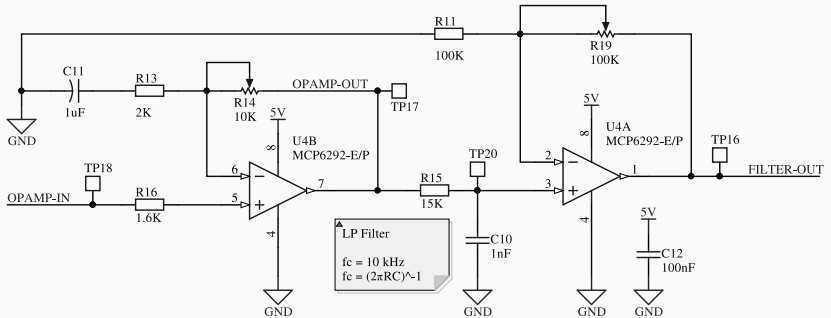 R11
100K
R19
100K
C11
1uF
R13
2K
R14
10K
OPAMP-OUT
TP17
GND
5V
8
U4B
MCP6292-E/P
5V
8
U4A
MCP6292-E/P
TP18
6
5
7
4
TP20
2
3
1
4
TP16
OPAMP-IN
R16
1.6K
R15
15K
FILTER-OUT
LP Filter
fc = 10 kHz
fc = (2πRC)^-1
C10
1nF
5V
C12
100nF
GND
GND
GND
GND